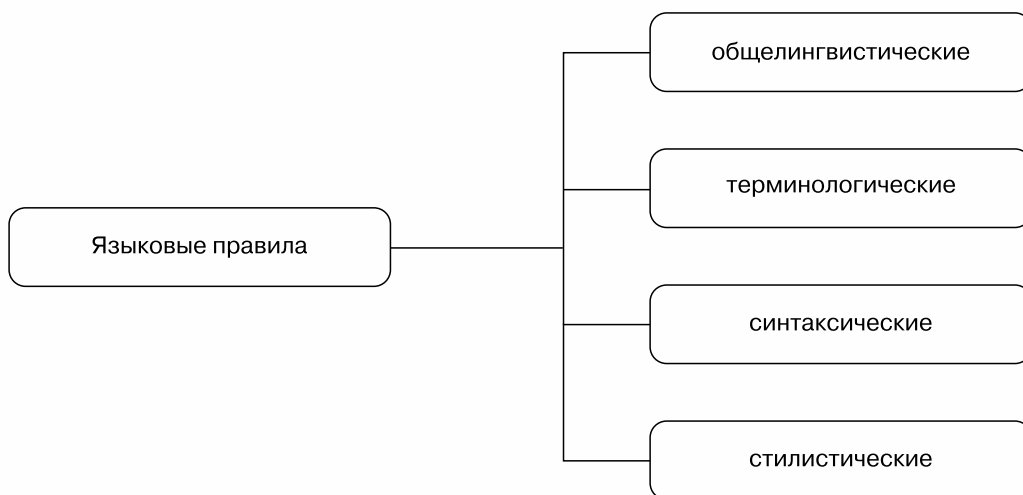 Языковые правила
общелингвистические
терминологические
синтаксические
стилистические